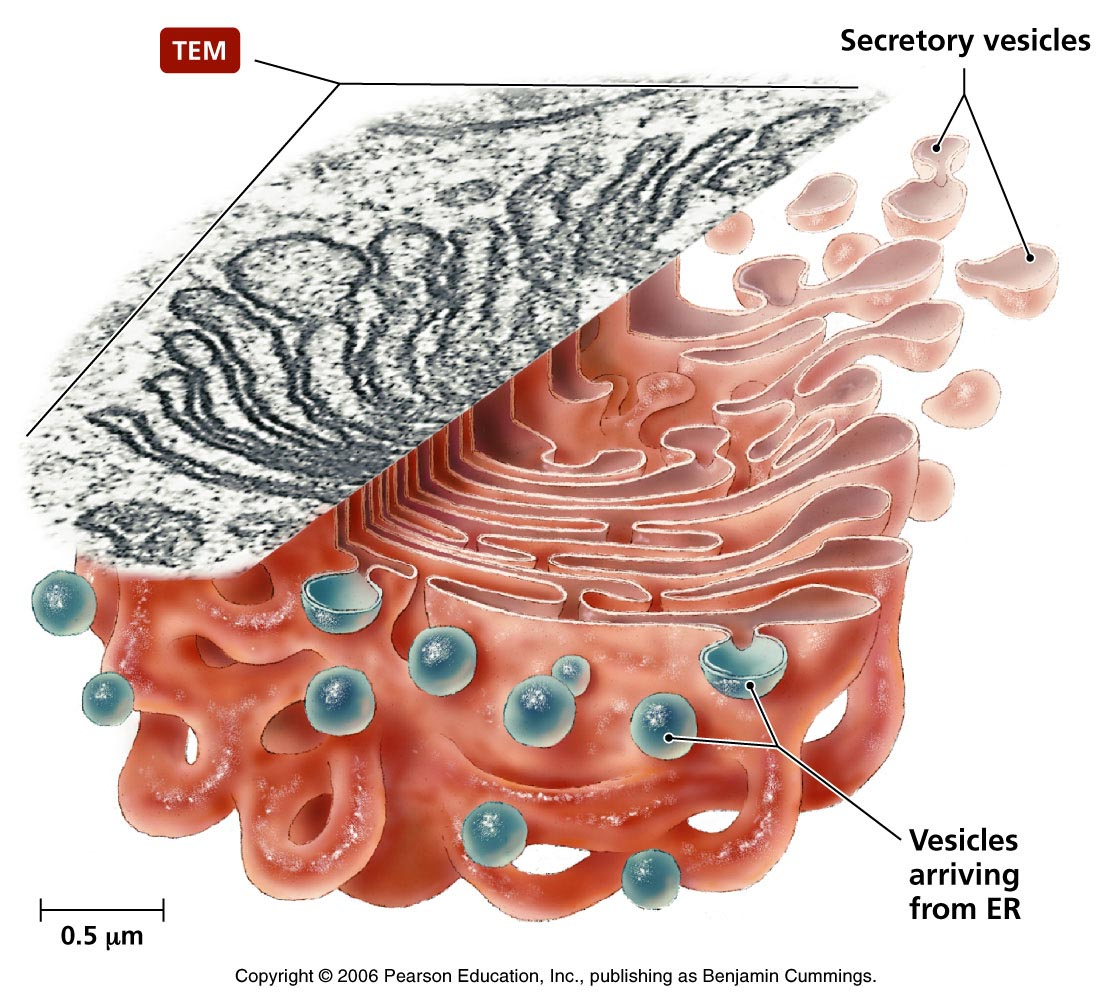 TEM
Secretory vesicles
Vesicles
arriving
from ER
0.5 μm
Copyright © 2006 Pearson Education, Inc., publishing as Benjamin Cummings.